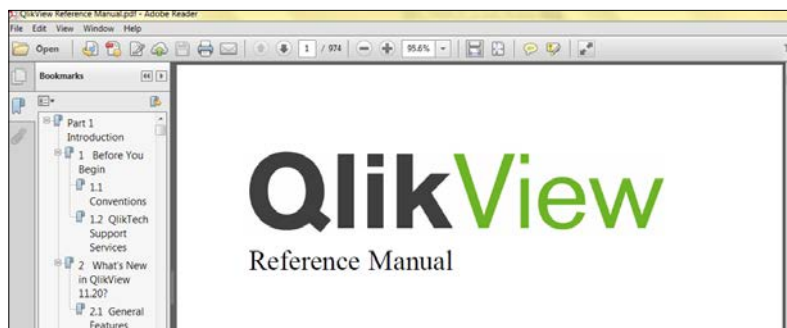 QlikView Reference Manual.pdf - Adobe Reader
File Edit View Window Help
Open 1 / 974 95.6%
Bookmarks
Part 1
Introduction
1 Before You
Begin
1.1
Conventions
1.2 QlikTech
Support
Services
2 What's New
in QlikView
11.20?
2.1 General
Features
QlikView
Reference Manual